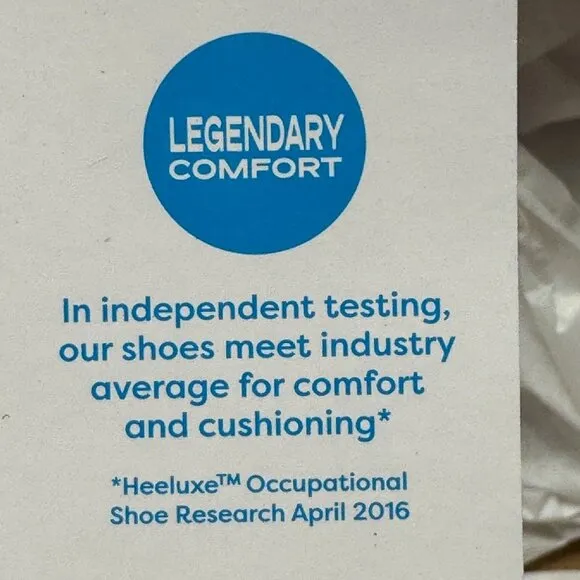 LEGENDARY
COMFORT
In independent testing,
our shoes meet industry
average for comfort
and cushioning*
*Heeluxe™ Occupational
Shoe Research April 2016